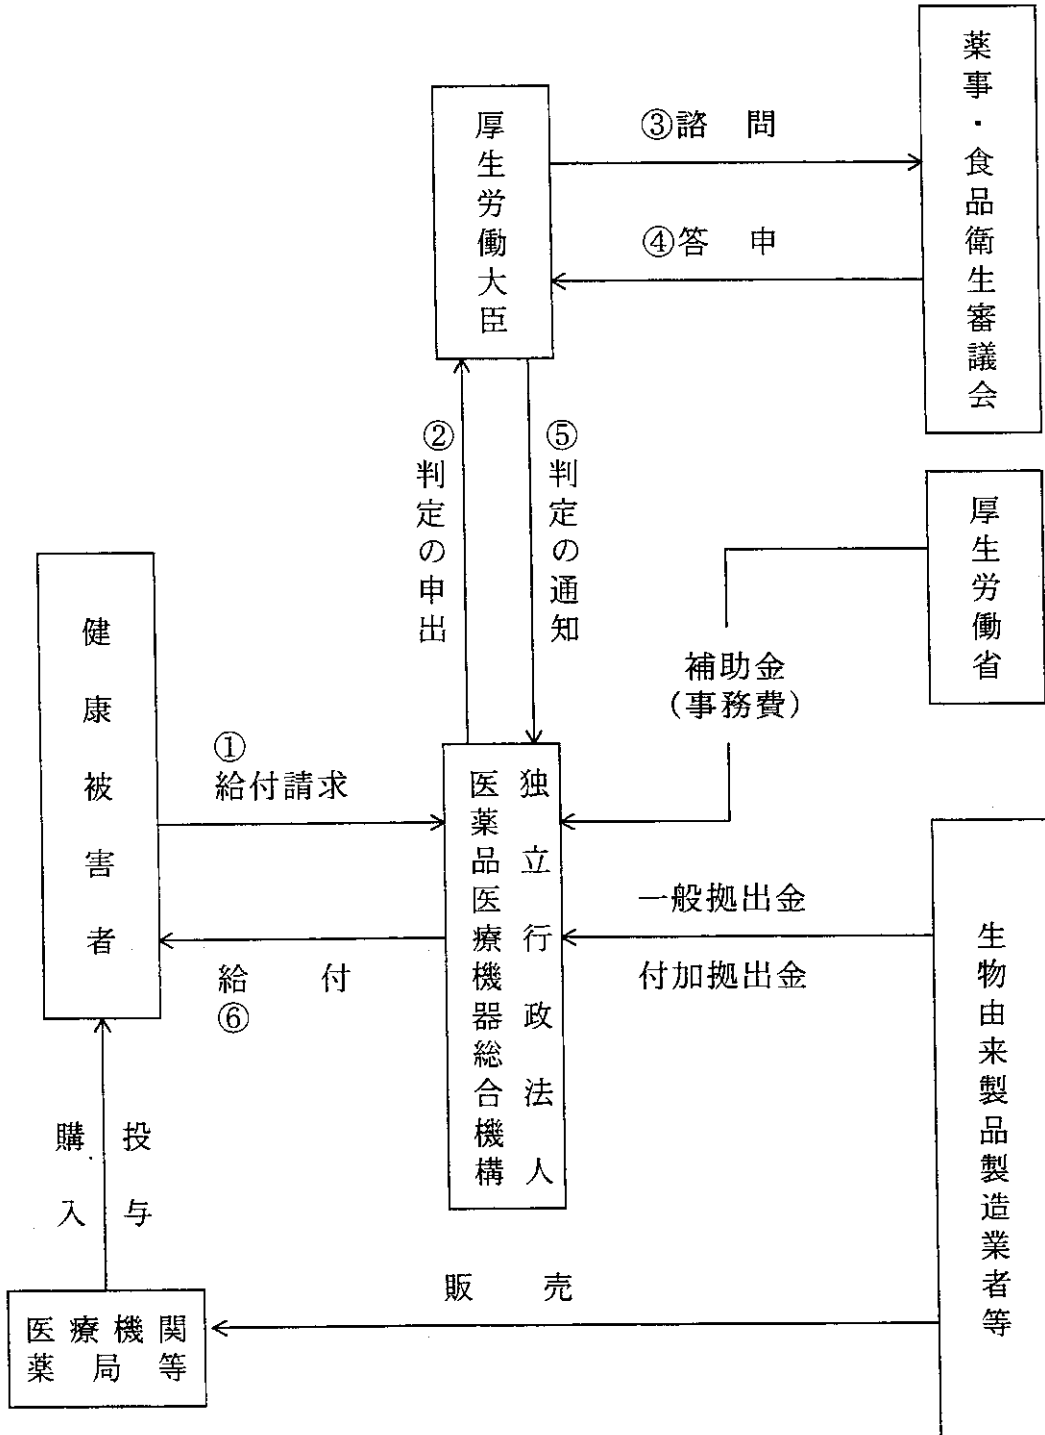 薬事・食品衛生審議会
厚生労働大臣
③諮問
④答申
②判定の申出
⑤判定の通知
厚生労働省
補助金
(事務費)
健康被害者
①
給付請求
独立行政法人
医薬品医療機器総合機構
一般拠出金
付加拠出金
給付
⑥
生物由来製品製造業者等
投与
購入
販売
医療機関
薬局等